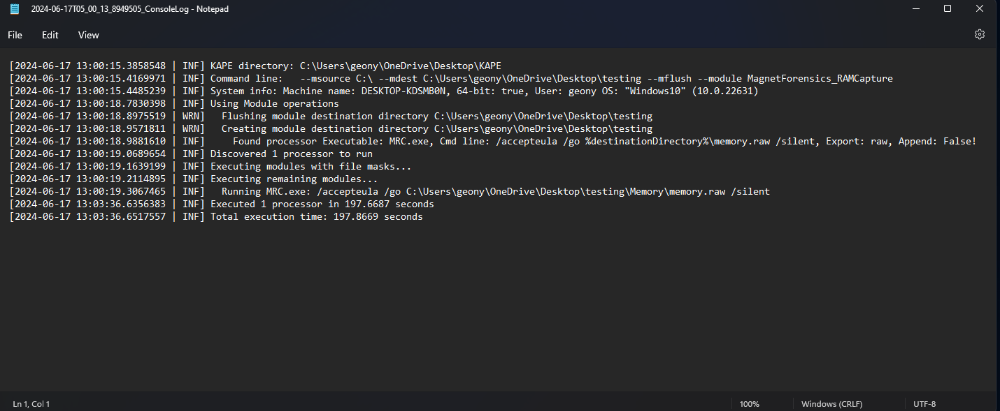 2024-06-17T05_00_13_8949505_ConsoleLog - Notepad
File Edit View
[2024-06-17 13:00:15.3858548 | INF] KAPE directory: C:\Users\geony\OneDrive\Desktop\KAPE
[2024-06-17 13:00:15.4169971 | INF] Command line:   --msource C:\ --mdest C:\Users\geony\OneDrive\Desktop\testing --mflush --module MagnetForensics_RAMCapture
[2024-06-17 13:00:15.4485239 | INF] System info: Machine name: DESKTOP-KDSMB0N, 64-bit: true, User: geony OS: "Windows10" (10.0.22631)
[2024-06-17 13:00:18.7830398 | INF] Using Module operations
[2024-06-17 13:00:18.8975519 | WRN]   Flushing module destination directory C:\Users\geony\OneDrive\Desktop\testing
[2024-06-17 13:00:18.9571811 | WRN]   Creating module destination directory C:\Users\geony\OneDrive\Desktop\testing
[2024-06-17 13:00:18.9881610 | INF]     Found processor Executable: MRC.exe, Cmd line: /accepteula /go %destinationDirectory%\memory.raw /silent, Export: raw, Append: False!
[2024-06-17 13:00:19.0689654 | INF] Discovered 1 processor to run
[2024-06-17 13:00:19.1639199 | INF] Executing modules with file masks...
[2024-06-17 13:00:19.2114895 | INF] Executing remaining modules...
[2024-06-17 13:00:19.3067465 | INF]   Running MRC.exe: /accepteula /go C:\Users\geony\OneDrive\Desktop\testing\Memory\memory.raw /silent
[2024-06-17 13:03:36.6356383 | INF] Executed 1 processor in 197.6687 seconds
[2024-06-17 13:03:36.6517557 | INF] Total execution time: 197.8669 seconds
Ln 1, Col 1 100% Windows (CRLF) UTF-8